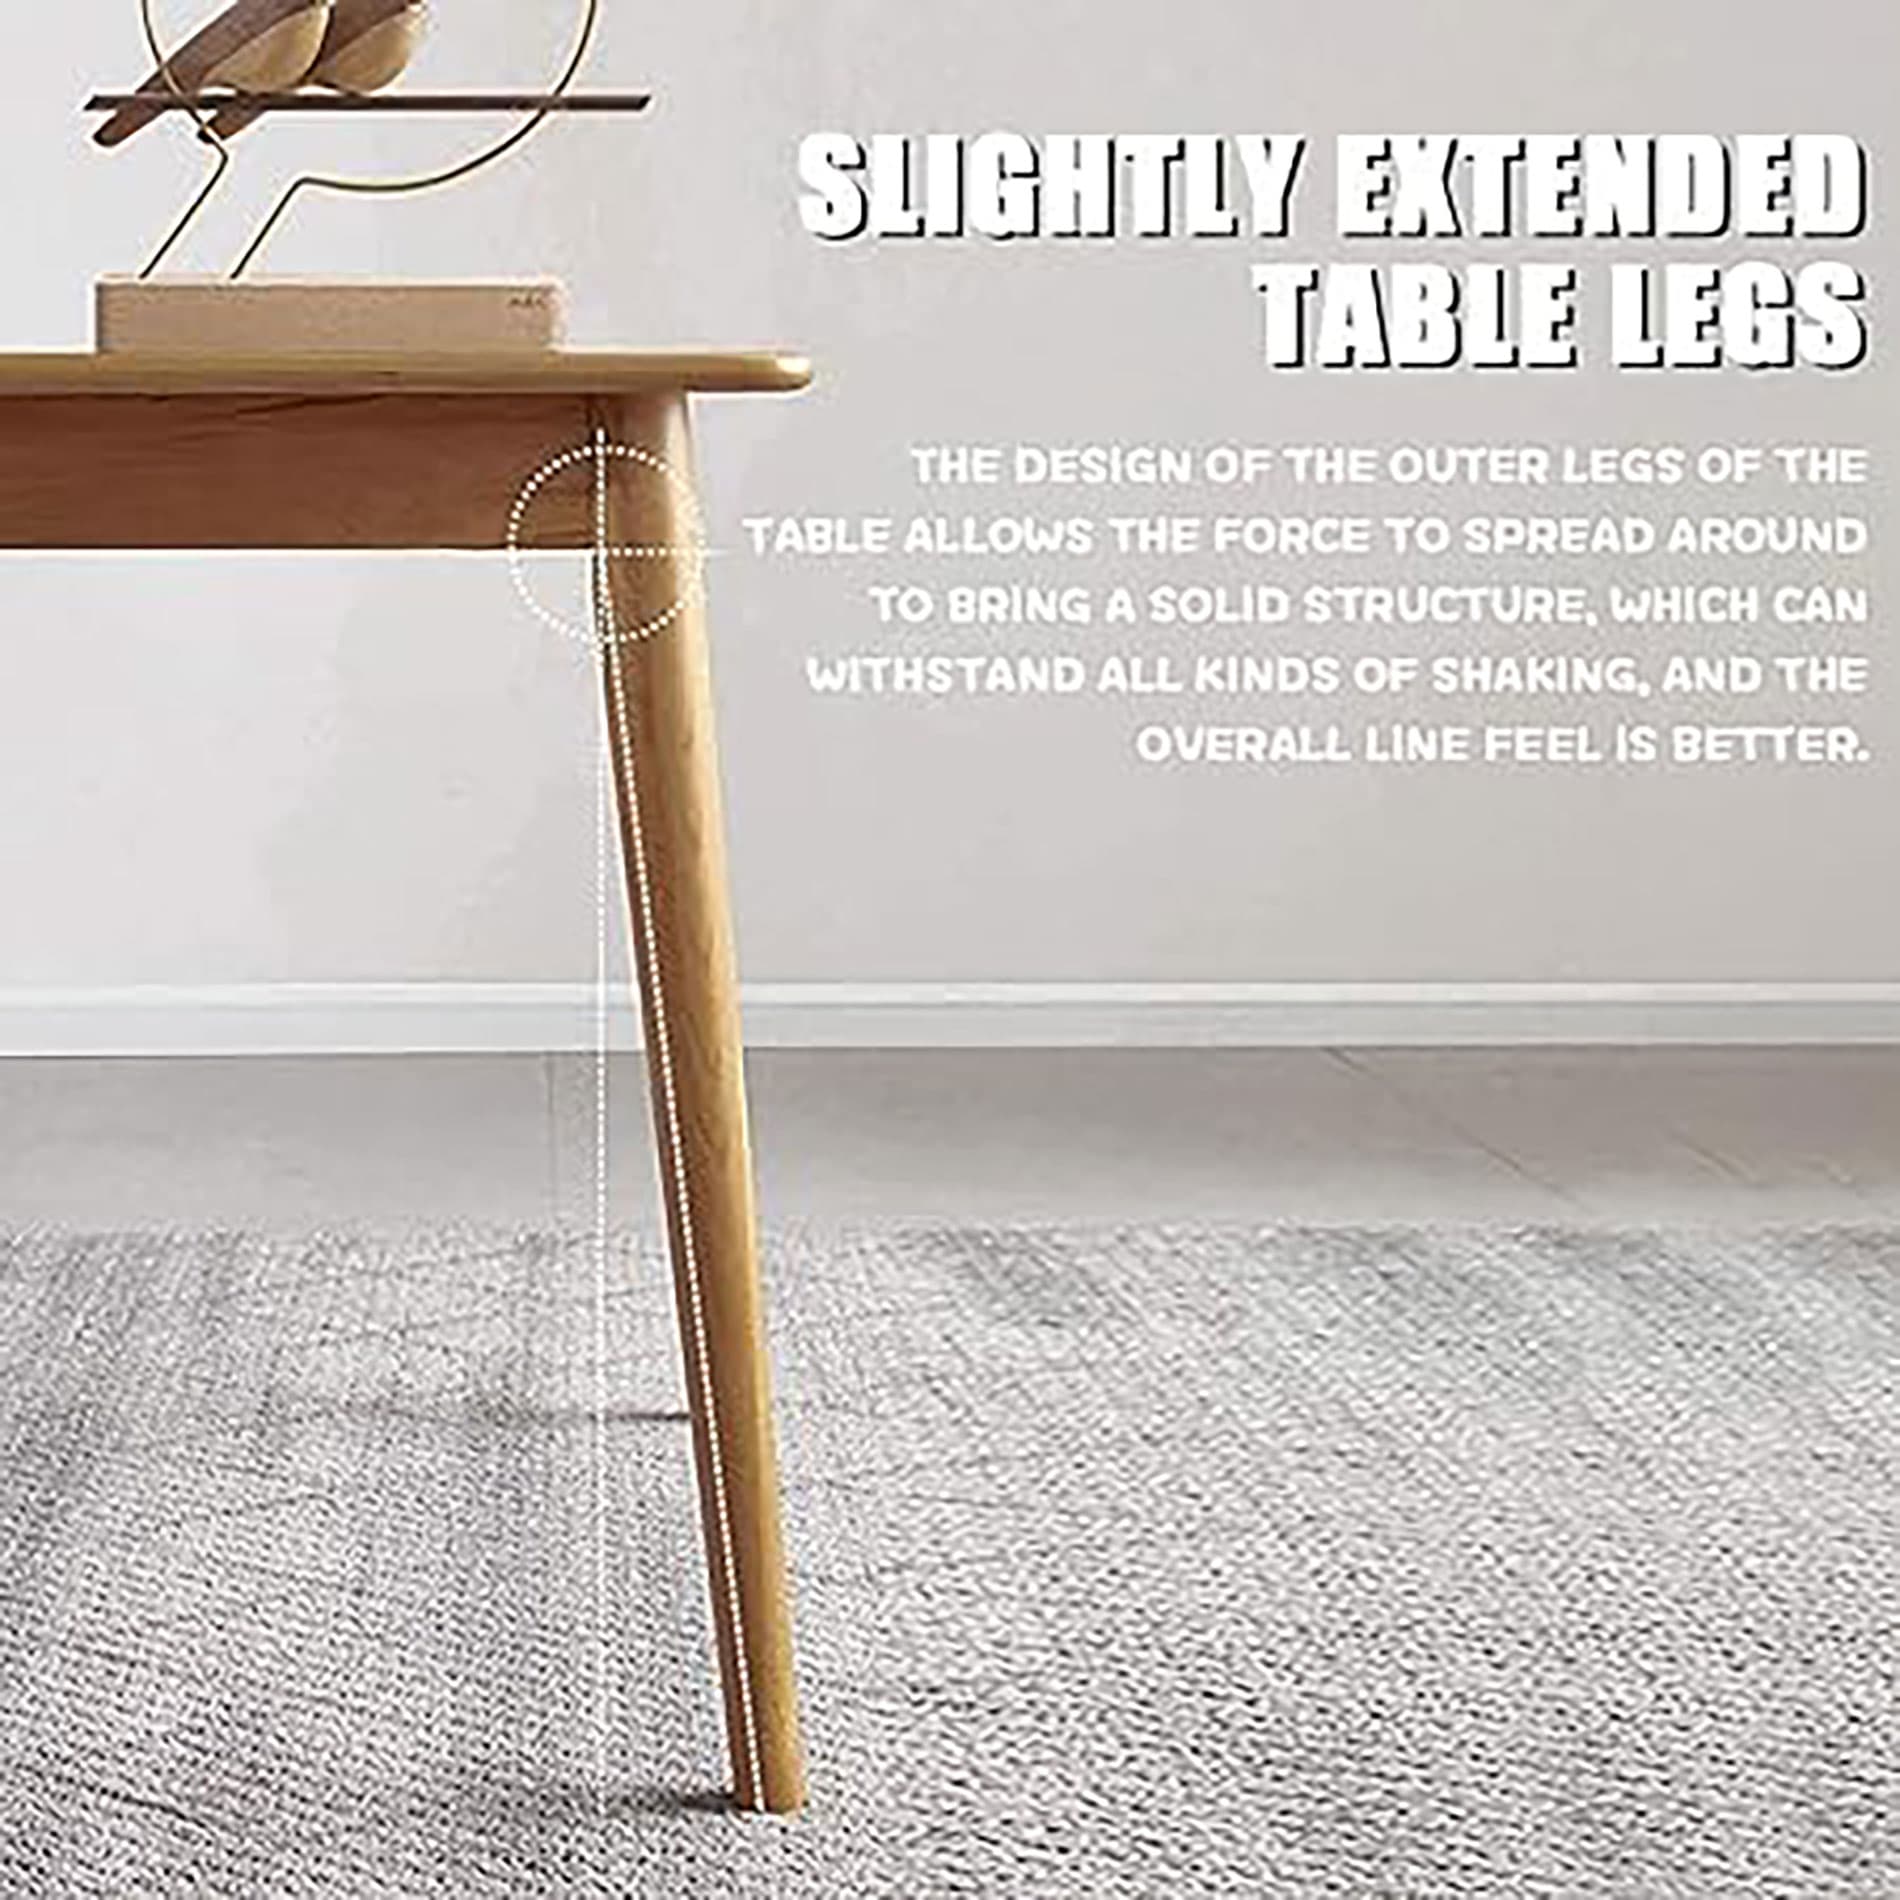 SLIGHTLY EXTENDED
TABLE LEGS
THE DESIGN OF THE OUTER LEGS OF THE
TABLE ALLOWS THE FORCE TO SPREAD AROUND
TO BRING A SOLID STRUCTURE, WHICH CAN
WITHSTAND ALL KINDS OF SHAKING, AND THE
OVERALL LINE FEEL IS BETTER.